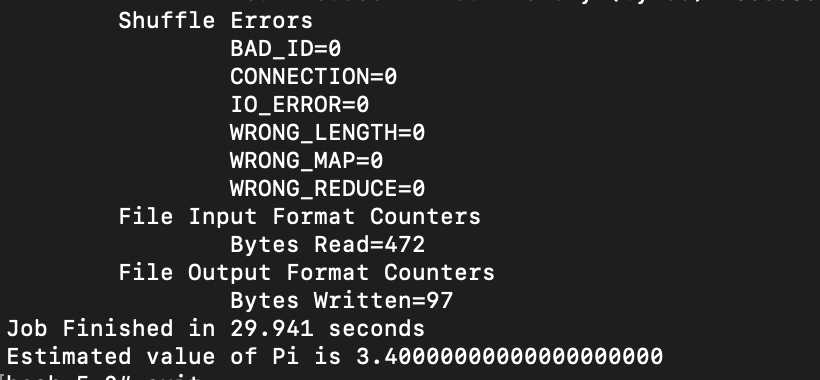 Shuffle Errors
BAD_ID=0
CONNECTION=0
IO_ERROR=0
WRONG_LENGTH=0
WRONG_MAP=0
WRONG_REDUCE=0
File Input Format Counters
Bytes Read=472
File Output Format Counters
Bytes Written=97
Job Finished in 29.941 seconds
Estimated value of Pi is 3.40000000000000000000